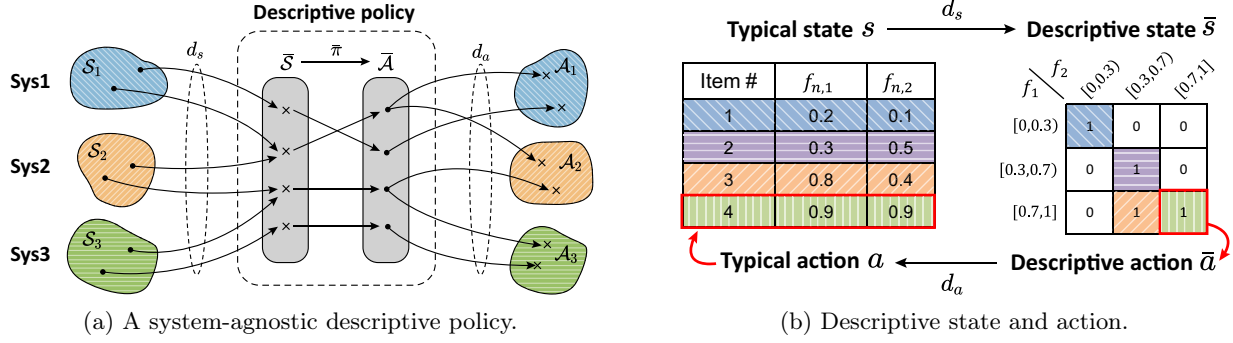 Descriptive policy
d_s
S̄ π̄ Ā
d_a
Sys1
S_1
A_1
Sys2
S_2
A_2
Sys3
S_3
A_3
(a) A system-agnostic descriptive policy.
Typical state s
d_s
Descriptive state s̄
Item # f_{n,1} f_{n,2}
1 0.2 0.1
2 0.3 0.5
3 0.8 0.4
4 0.9 0.9
f_2
f_1
[0,0.3) [0.3,0.7) [0.7,1]
[0,0.3) 1 0 0
[0.3,0.7) 0 1 0
[0.7,1] 0 1 1
Typical action a
d_a
Descriptive action ā
(b) Descriptive state and action.